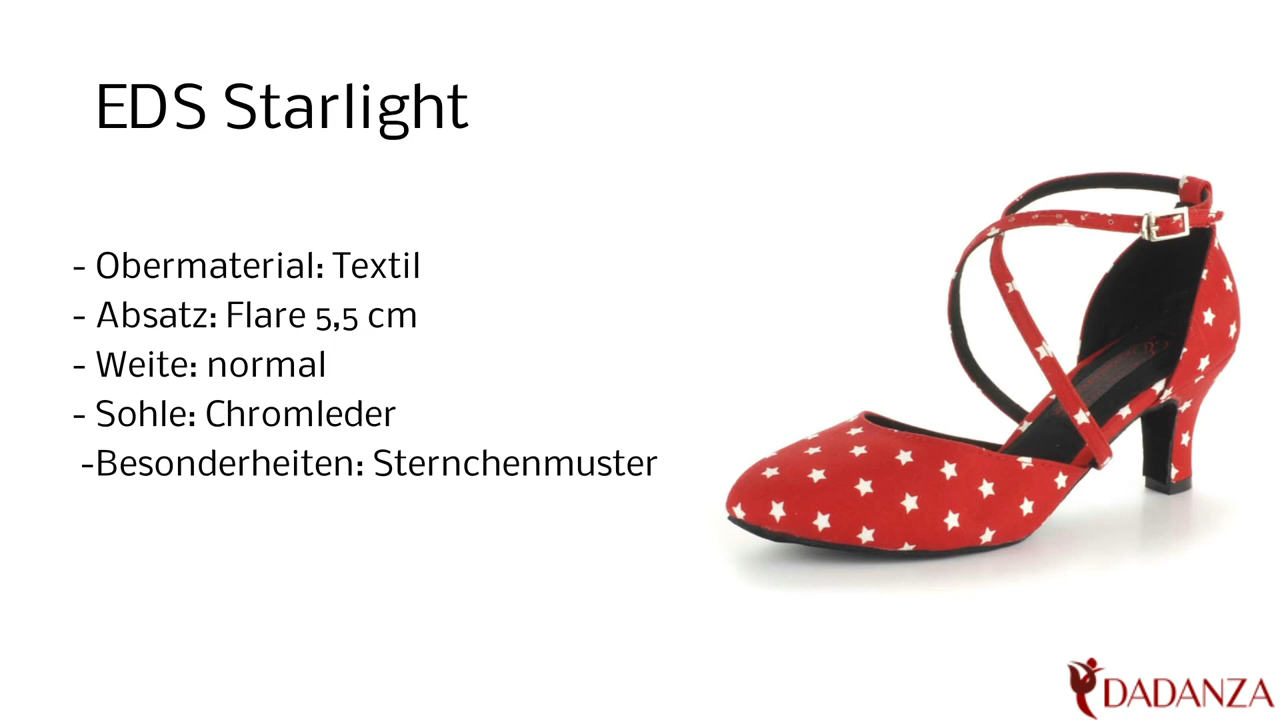 EDS Starlight
- Obermaterial: Textil
- Absatz: Flare 5,5 cm
- Weite: normal
- Sohle: Chromleder
-Besonderheiten: Sternchenmuster
DADANZA